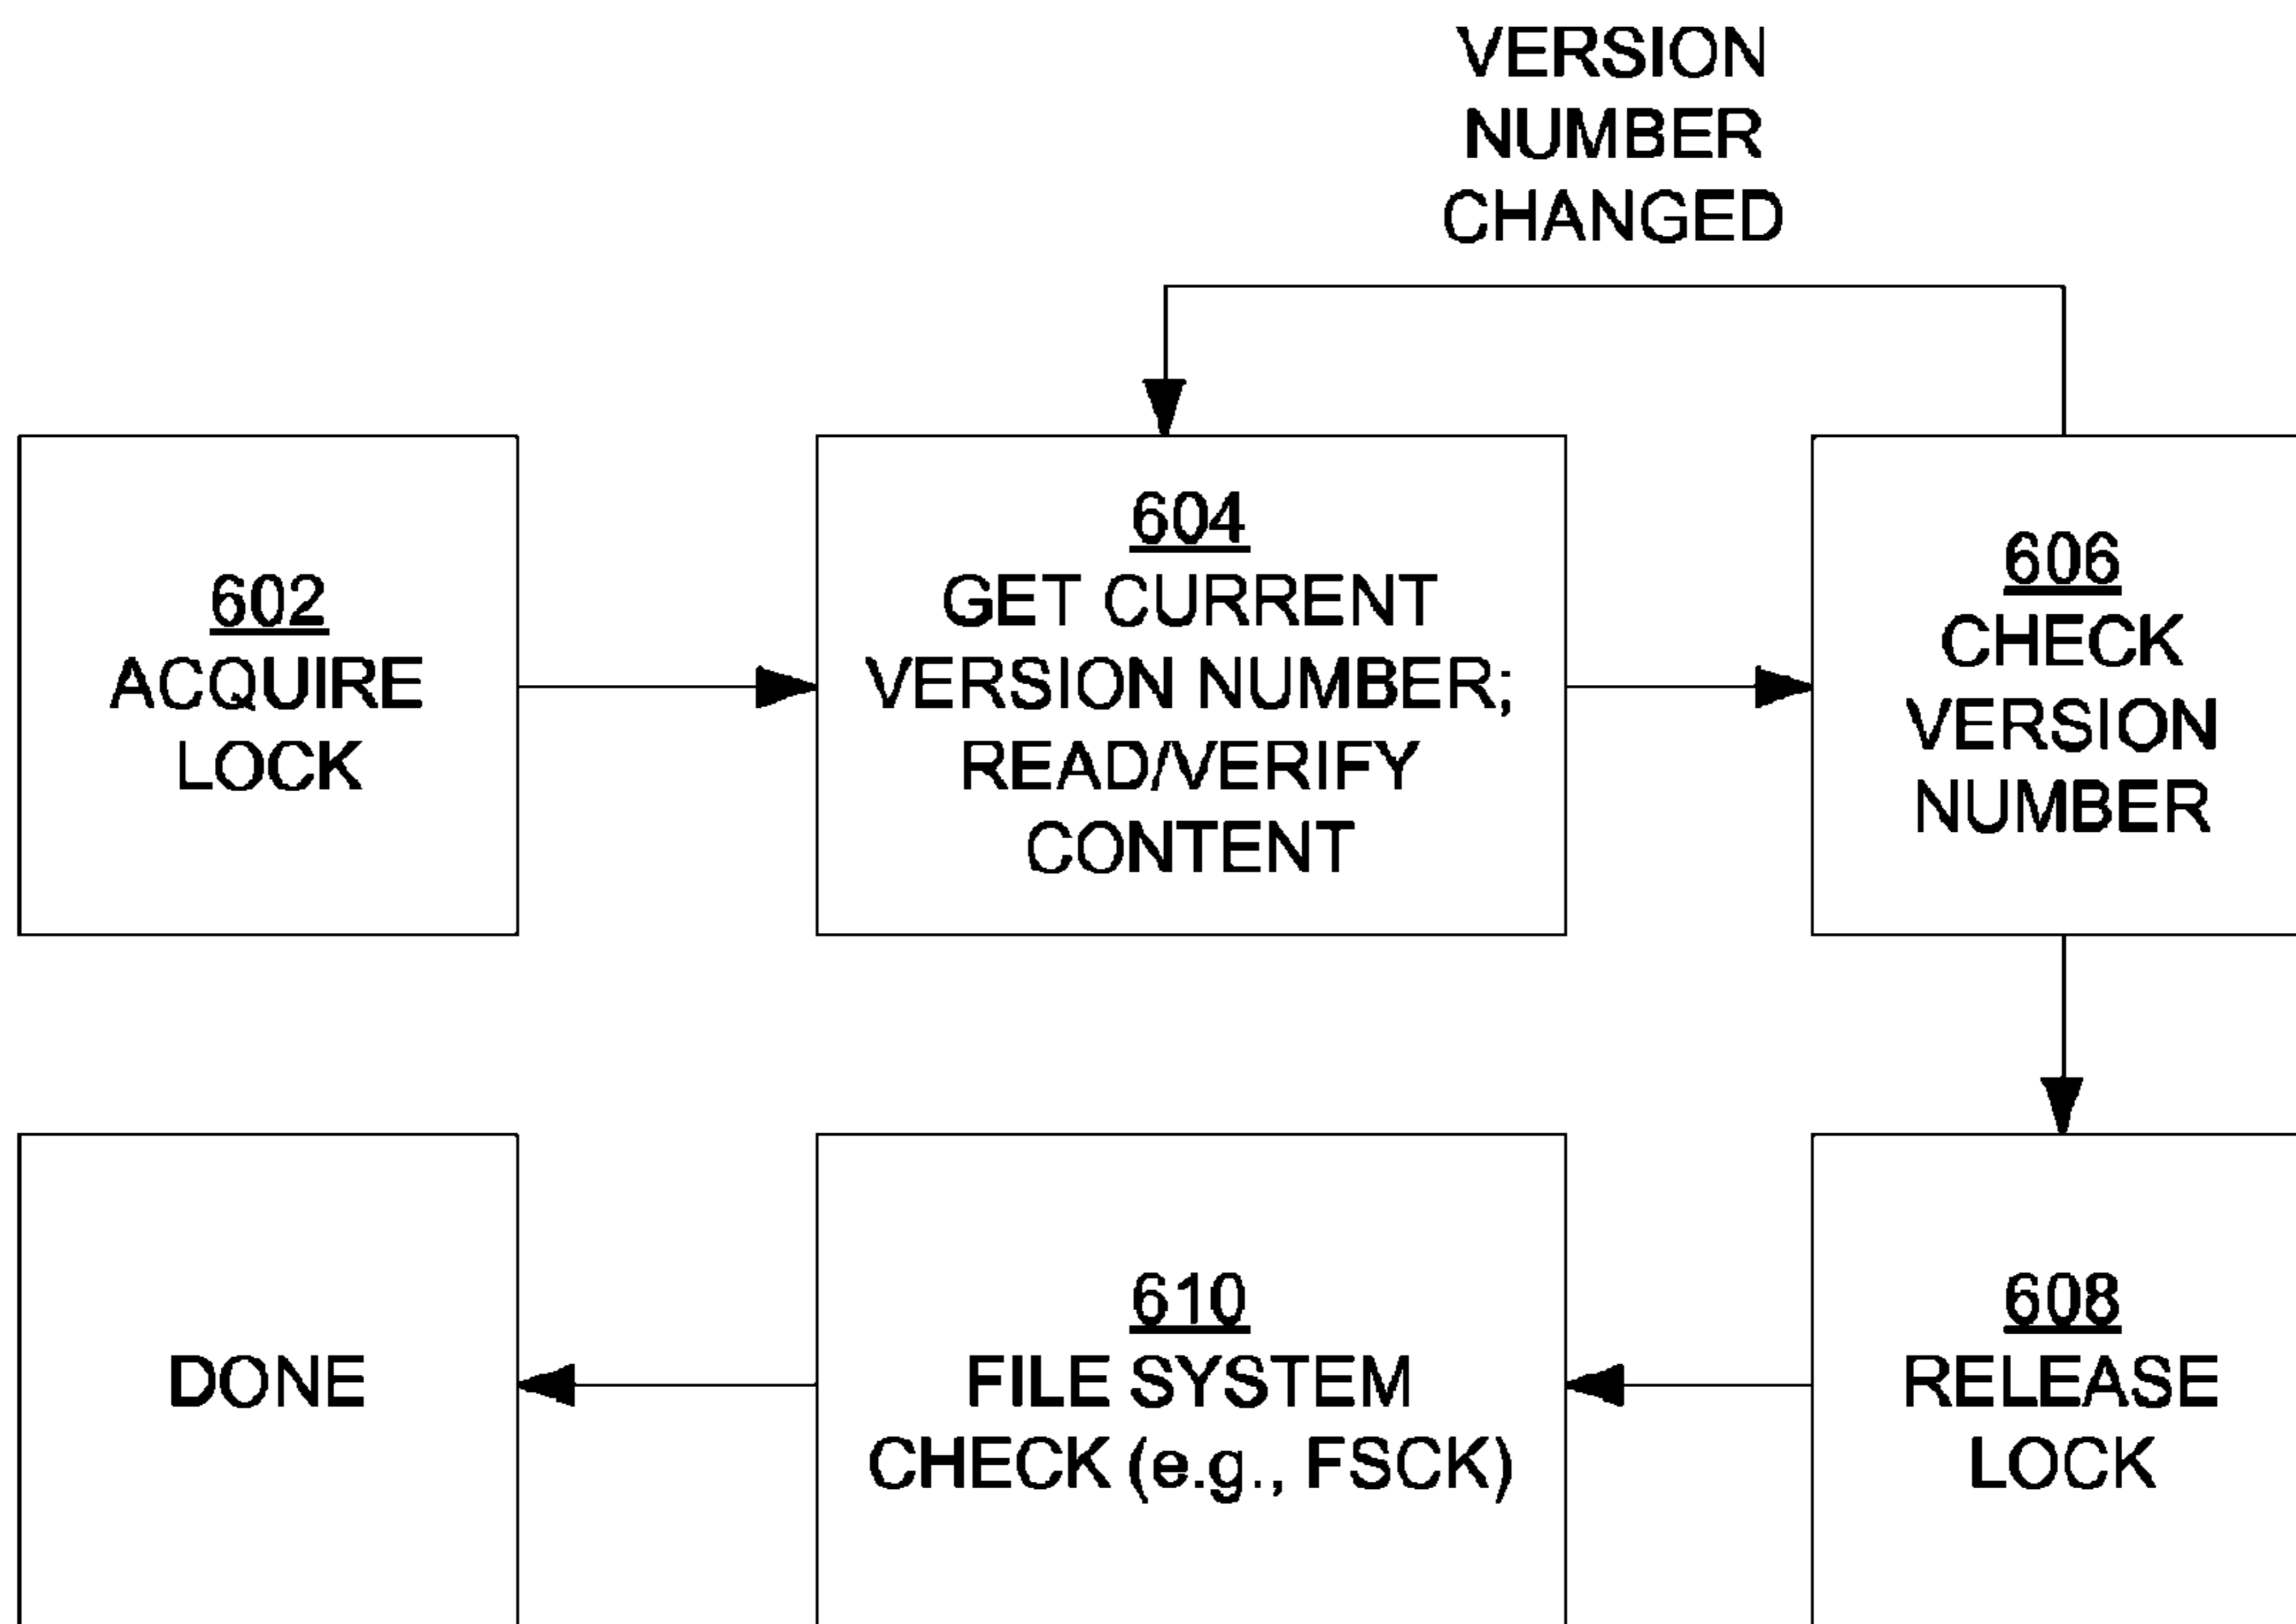 VERSION
NUMBER
CHANGED
602
ACQUIRE
LOCK
604
GET CURRENT
VERSION NUMBER;
READ/VERIFY
CONTENT
606
CHECK
VERSION
NUMBER
608
RELEASE
LOCK
610
FILE SYSTEM
CHECK (e.g., FSCK)
DONE